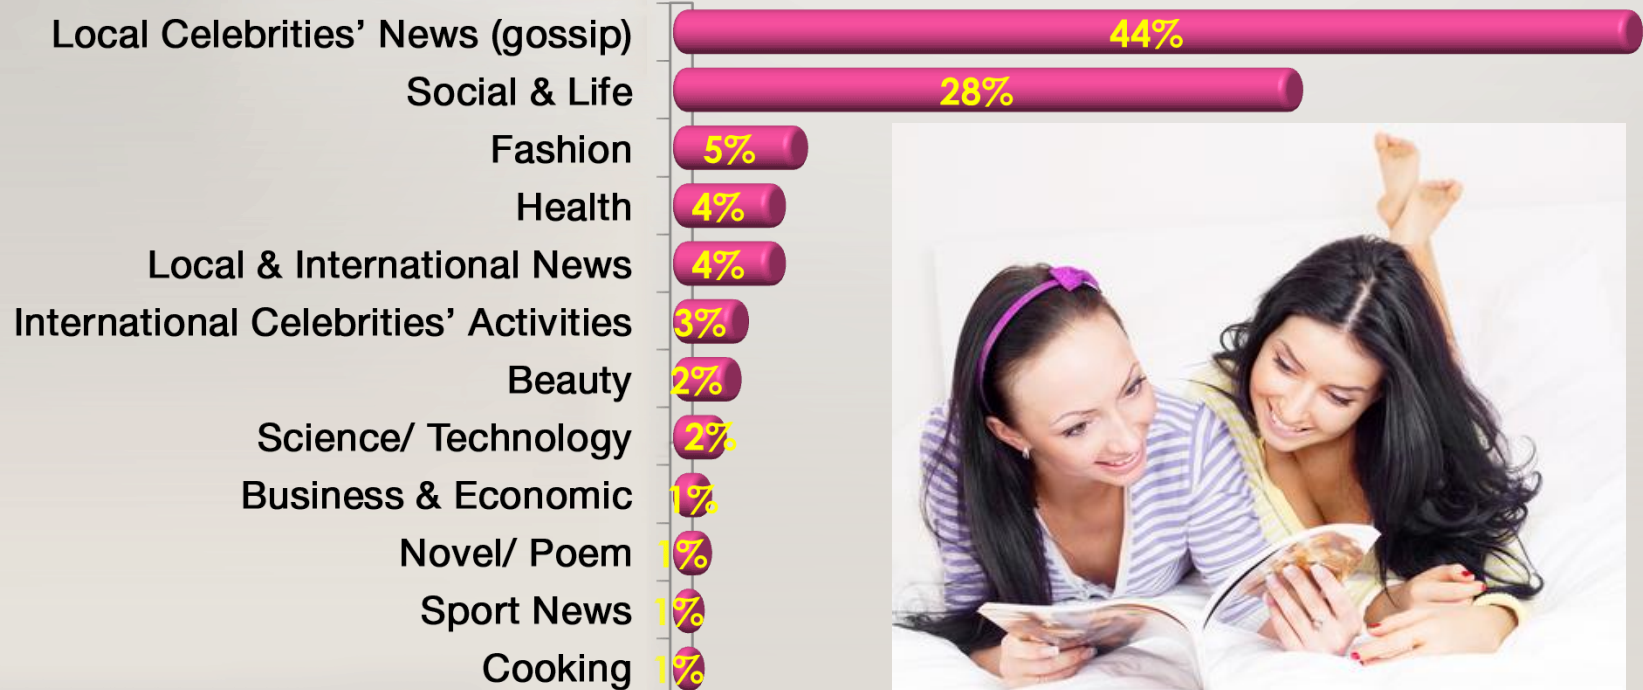 Local Celebrities’ News (gossip) 44%
Social & Life 28%
Fashion 5%
Health 4%
Local & International News 4%
International Celebrities’ Activities 3%
Beauty 2%
Science/ Technology 2%
Business & Economic 1%
Novel/ Poem 1%
Sport News 1%
Cooking 1%